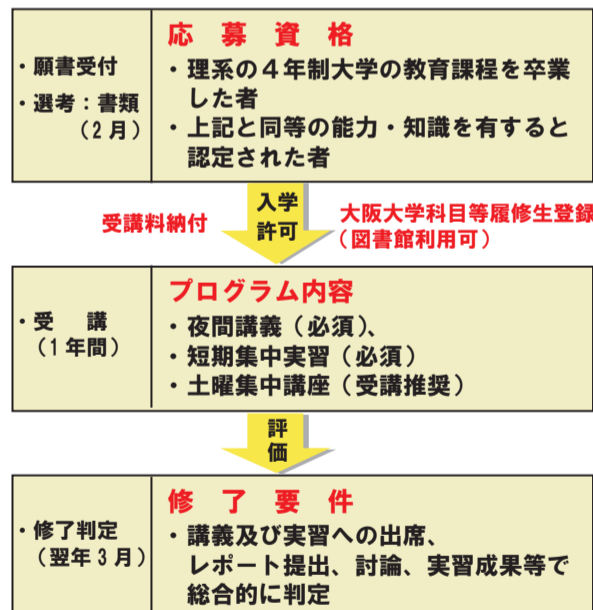 ・願書受付
・選考：書類
（２月）
応募資格
・理系の４年制大学の教育課程を卒業
した者
・上記と同等の能力・知識を有すると
認定された者
受講料納付
入学
許可
大阪大学科目等履修生登録
（図書館利用可）
・受　講
（１年間）
プログラム内容
・夜間講義（必須）、
・短期集中実習（必須）
・土曜集中講座（受講推奨）
評
価
・修了判定
（翌年３月）
修了要件
・講義及び実習への出席、
レポート提出、討論、実習成果等で
総合的に判定